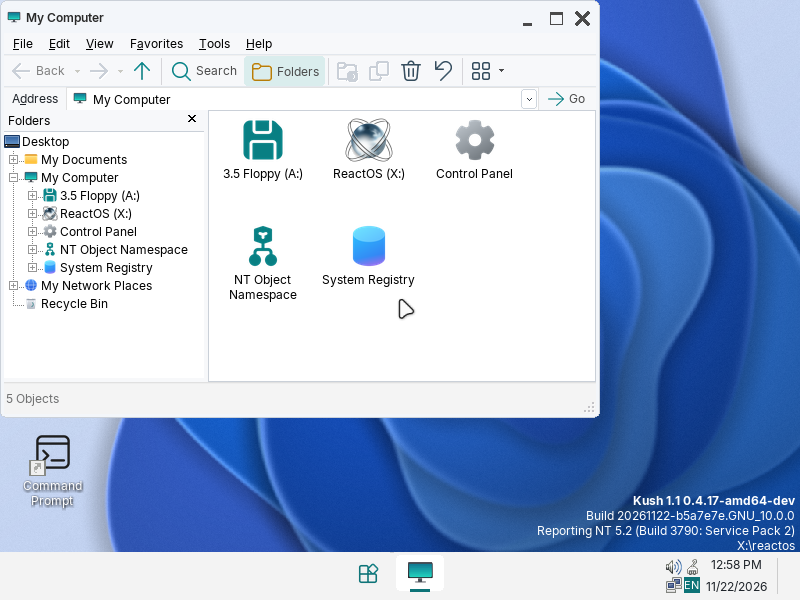 My Computer
File Edit View Favorites Tools Help
Back Search Folders
Address My Computer Go
Folders
Desktop
My Documents
My Computer
3.5 Floppy (A:)
ReactOS (X:)
Control Panel
NT Object Namespace
System Registry
My Network Places
Recycle Bin
3.5 Floppy (A:) ReactOS (X:) Control Panel
NT Object
Namespace
System Registry
5 Objects
Command
Prompt
Kush 1.1 0.4.17-amd64-dev
Build 20261122-b5a7e7e.GNU_10.0.0
Reporting NT 5.2 (Build 3790: Service Pack 2)
X:\reactos
12:58 PM
EN 11/22/2026